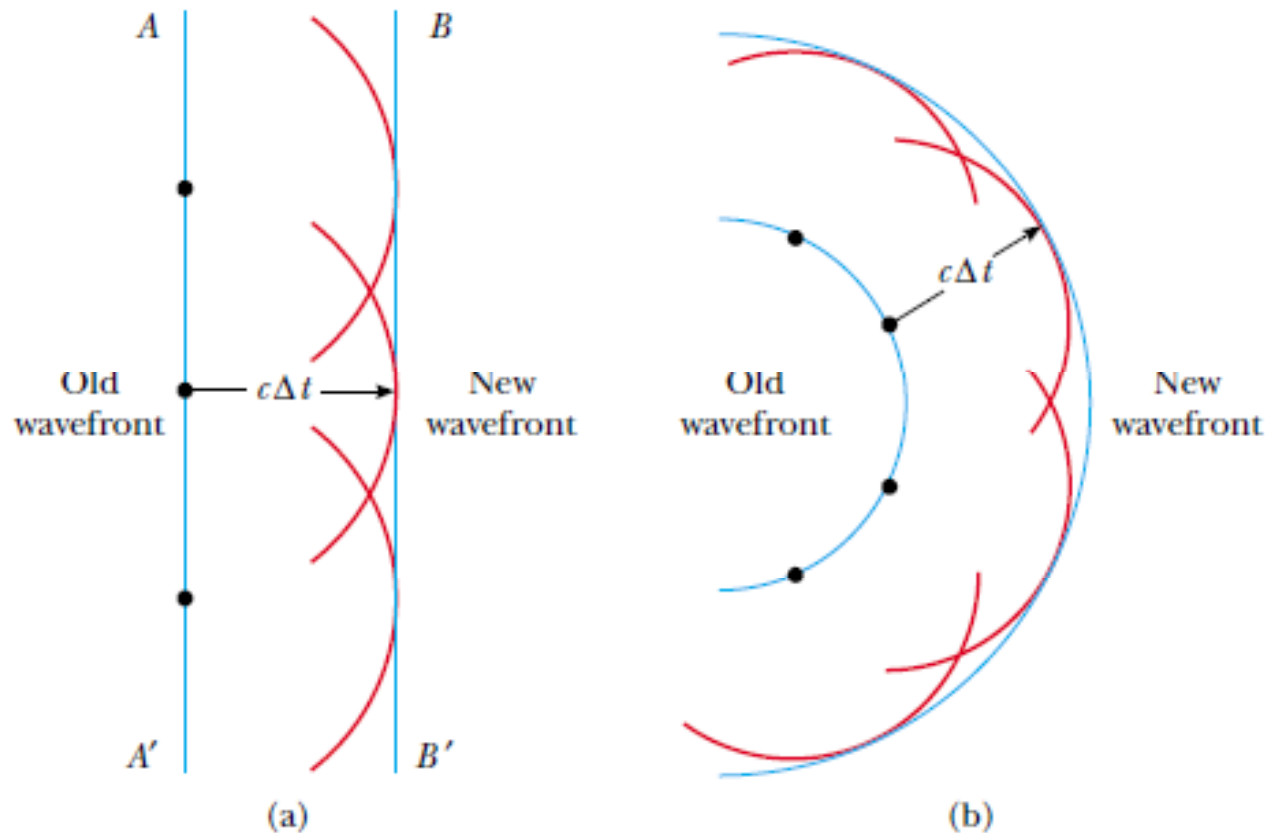 A
B
Old
wavefront
cΔt
New
wavefront
A′
B′
(a)
cΔt
Old
wavefront
New
wavefront
(b)